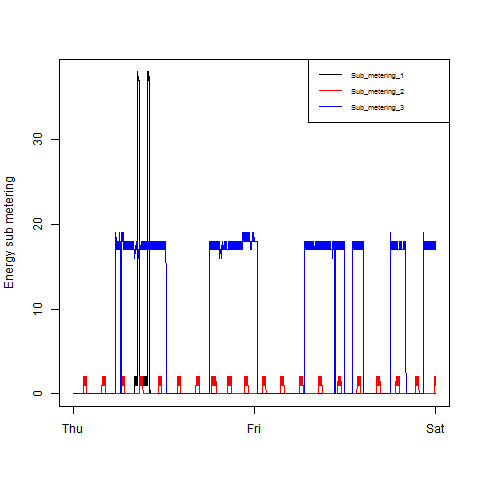 Sub_metering_1
Sub_metering_2
Sub_metering_3
Energy sub metering
30
20
10
0
Thu Fri Sat